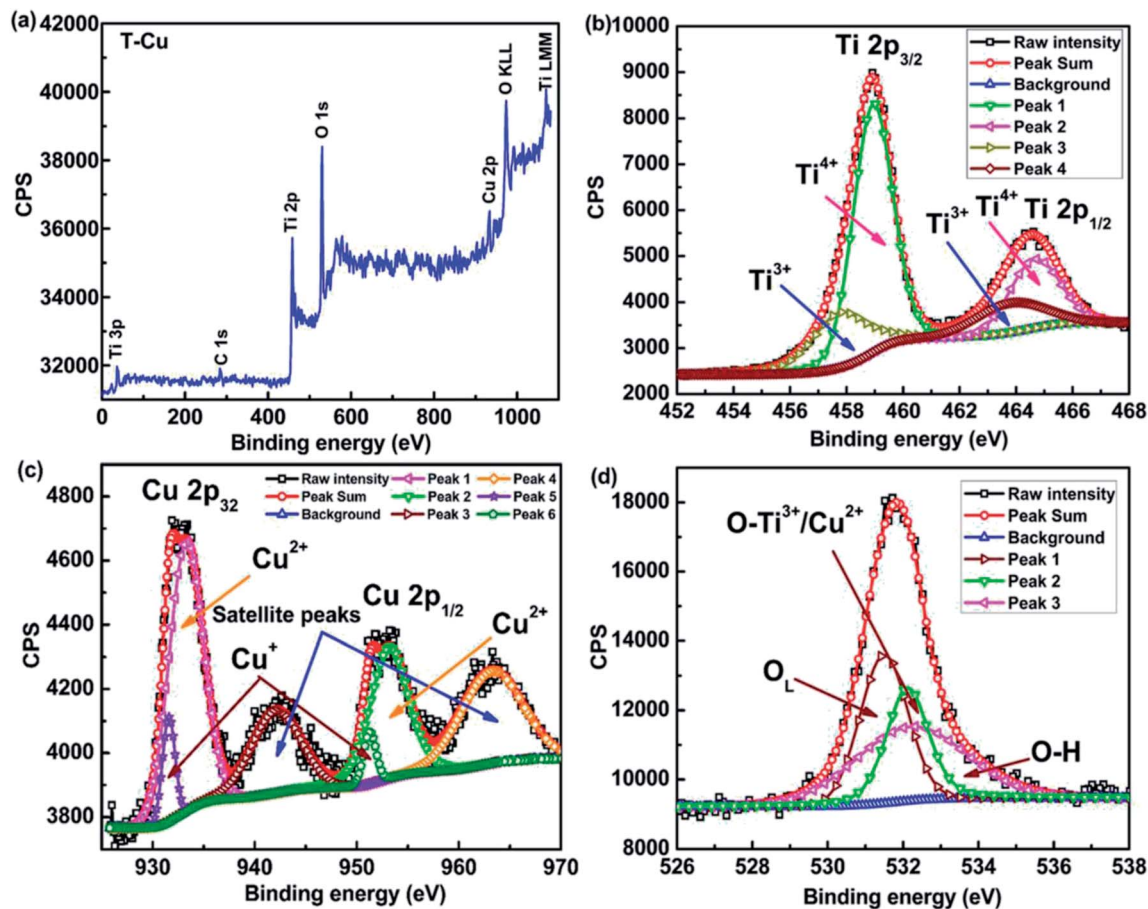 (a)
T-Cu
Ti 3p
C 1s
Ti 2p
O 1s
Cu 2p
O KLL
Ti LMM
42000
40000
38000
36000
34000
32000
CPS
0 200 400 600 800 1000
Binding energy (eV)
(b)
Ti 2p3/2
Raw intensity
Peak Sum
Background
Peak 1
Peak 2
Peak 3
Peak 4
Ti4+
Ti3+
Ti3+
Ti4+
Ti 2p1/2
10000
9000
8000
7000
6000
5000
4000
3000
2000
CPS
452 454 456 458 460 462 464 466 468
Binding energy (eV)
(c)
Cu 2p32
Raw intensity Peak 1 Peak 4
Peak Sum Peak 2 Peak 5
Background Peak 3 Peak 6
Cu2+
Satellite peaks
Cu+
Cu 2p1/2
Cu2+
4800
4600
4400
4200
4000
3800
CPS
930 940 950 960 970
Binding energy (eV)
(d)
Raw intensity
Peak Sum
Background
Peak 1
Peak 2
Peak 3
O-Ti3+/Cu2+
OL
O-H
18000
16000
14000
12000
10000
8000
CPS
526 528 530 532 534 536 538
Binding energy (eV)